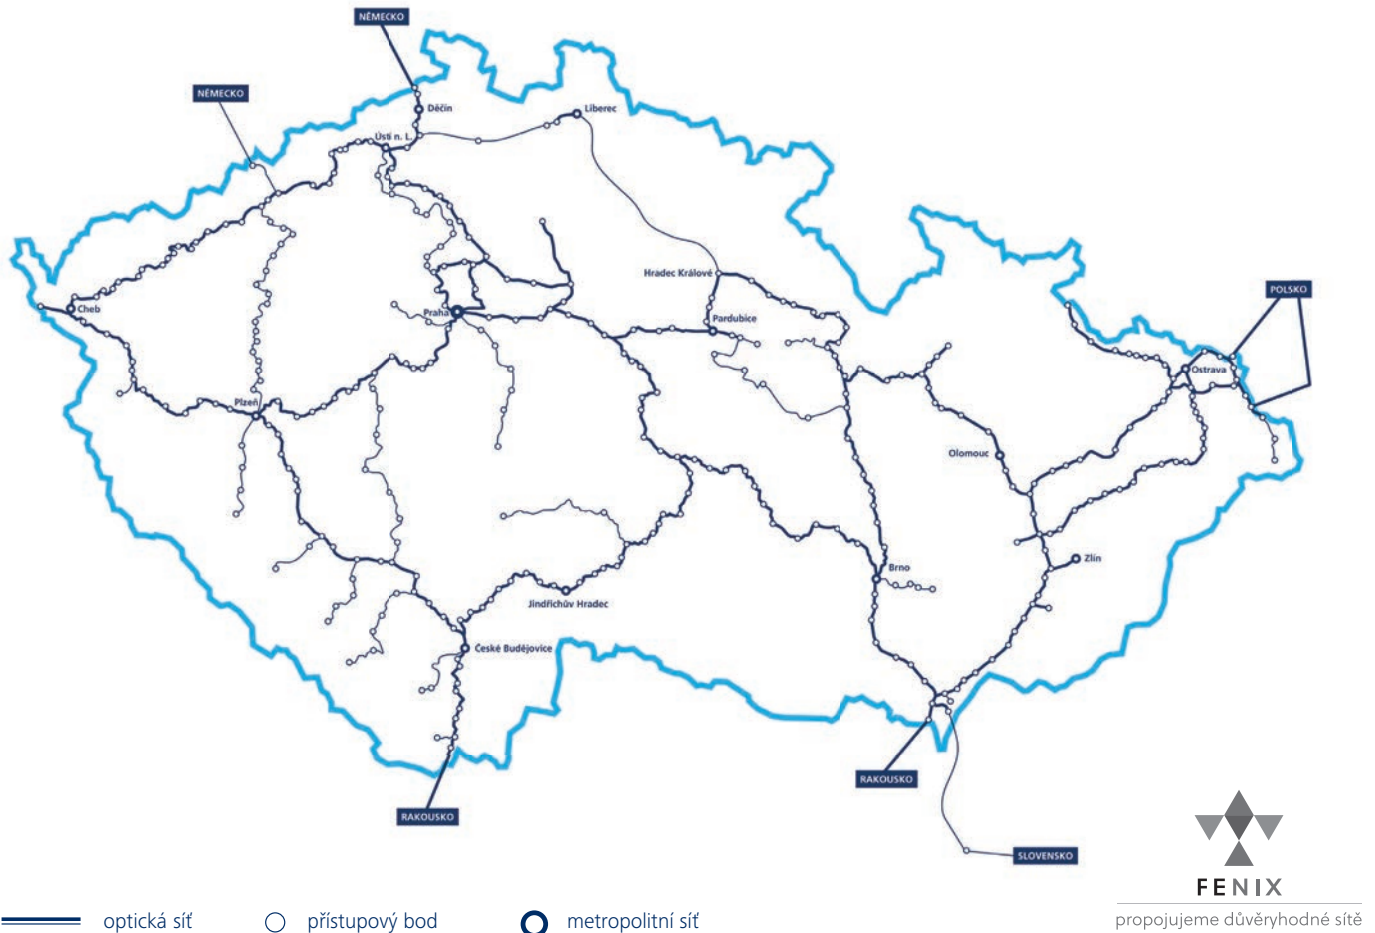 NĚMECKO
NĚMECKO
Děčín
Liberec
Ústí n. L.
Hradec Králové
POLSKO
Cheb
Praha
Pardubice
Ostrava
Plzeň
Olomouc
Zlín
Brno
Jindřichův Hradec
České Budějovice
RAKOUSKO
RAKOUSKO
SLOVENSKO
FENIX
propojujeme důvěryhodné sítě
optická síť
přístupový bod
metropolitní síť